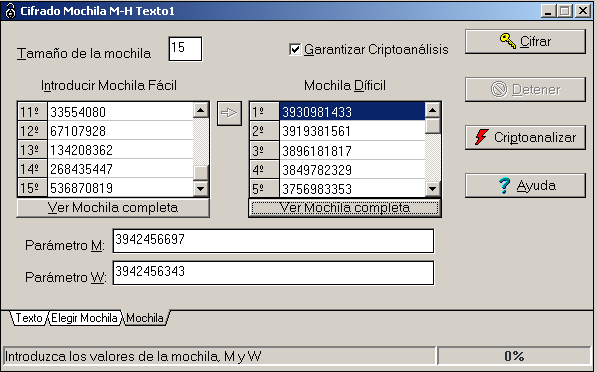 Cifrado Mochila M-H Texto1
Tamaño de la mochila 15 Garantizar Criptoanálisis Cifrar
Introducir Mochila Fácil Mochila Díficil Detener
11º 33554080 1º 3930981433
12º 67107928 2º 3919381561
13º 134208362 3º 3896181817 Criptoanalizar
14º 268435447 4º 3849782329
15º 536870819 5º 3756983353 Ayuda
Ver Mochila completa Ver Mochila completa
Parámetro M: 3942456697
Parámetro W: 3942456343
Texto Elegir Mochila Mochila
Introduzca los valores de la mochila, M y W 0%